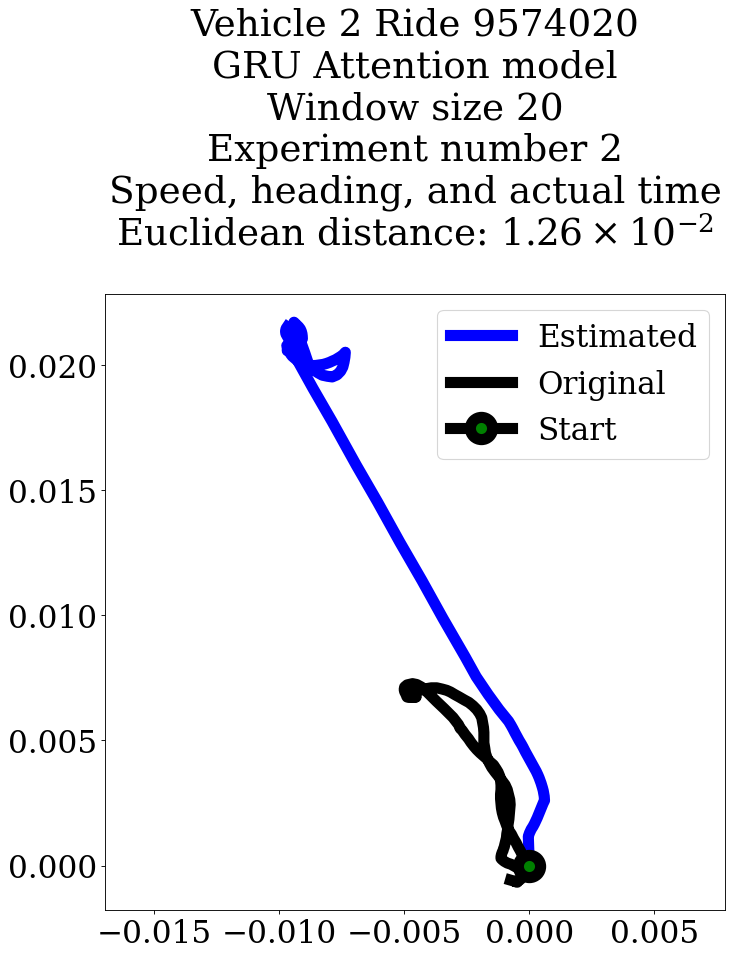 Vehicle 2 Ride 9574020
GRU Attention model
Window size 20
Experiment number 2
Speed, heading, and actual time
Euclidean distance: 1.26 × 10⁻²
Estimated
Original
Start
0.020
0.015
0.010
0.005
0.000
−0.015 −0.010 −0.005 0.000 0.005